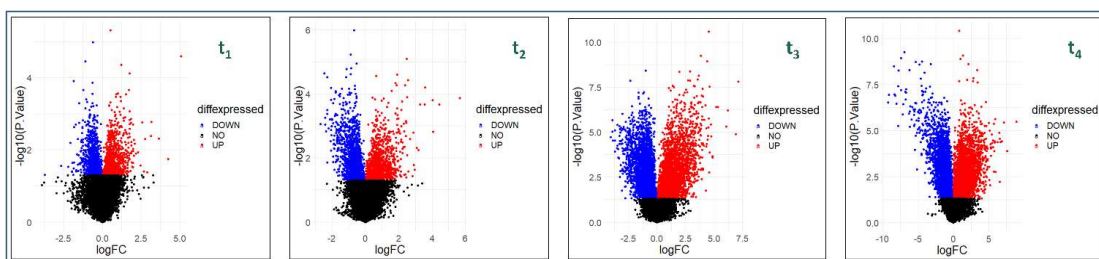 t1
-log10(P.Value)
4
2
0
-2.5
0.0
2.5
5.0
logFC
diffexpressed
DOWN
NO
UP
t2
-log10(P.Value)
6
4
2
0
-2
0
2
4
6
logFC
diffexpressed
DOWN
NO
UP
t3
-log10(P.Value)
10.0
7.5
5.0
2.5
0.0
-2.5
0.0
2.5
5.0
7.5
logFC
diffexpressed
DOWN
NO
UP
t4
-log10(P.Value)
10.0
7.5
5.0
2.5
0.0
-10
-5
0
5
logFC
diffexpressed
DOWN
NO
UP